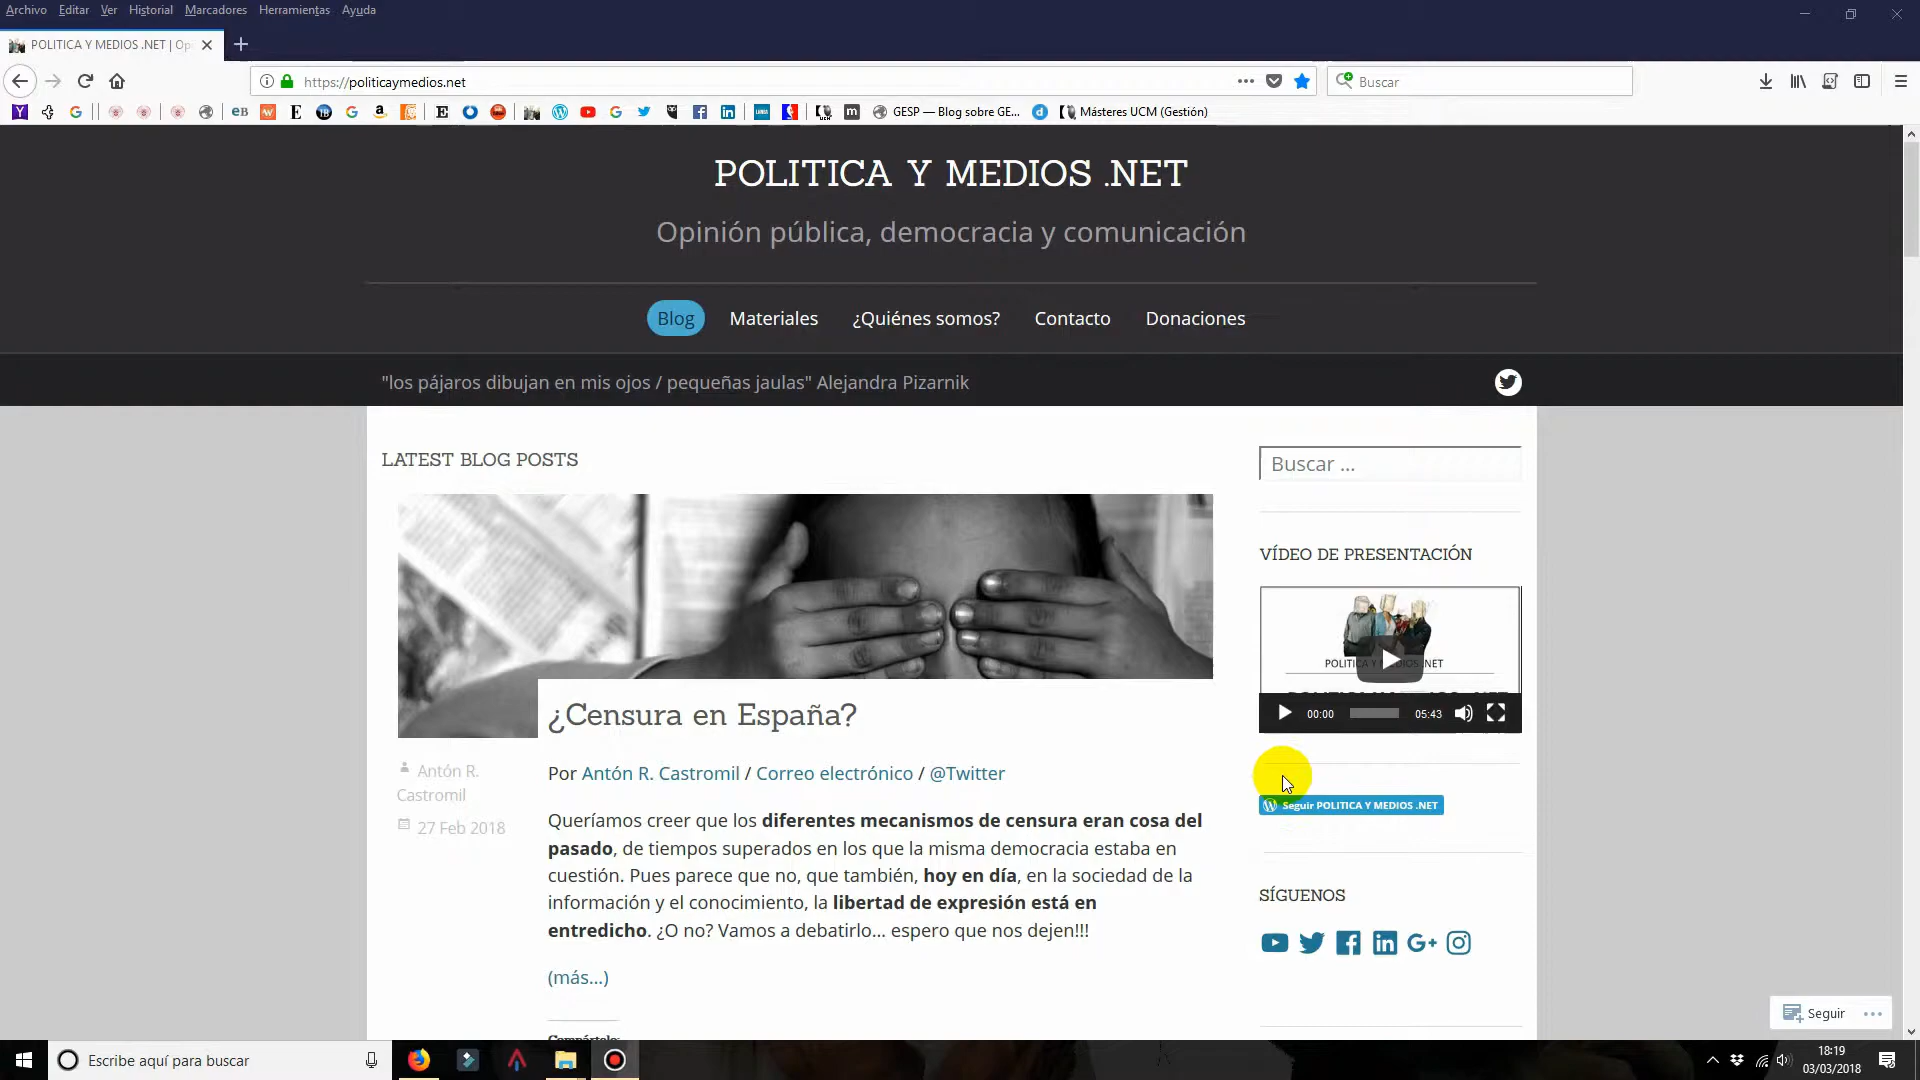 Archivo Editar Ver Historial Marcadores Herramientas Ayuda
POLITICA Y MEDIOS .NET | Op
https://politicaymedios.net
Buscar
GESP — Blog sobre GE... Másteres UCM (Gestión)
POLITICA Y MEDIOS .NET
Opinión pública, democracia y comunicación
Blog Materiales ¿Quiénes somos? Contacto Donaciones
"los pájaros dibujan en mis ojos / pequeñas jaulas" Alejandra Pizarnik
LATEST BLOG POSTS
¿Censura en España?
Antón R.
Castromil
27 Feb 2018
Por Antón R. Castromil / Correo electrónico / @Twitter
Queríamos creer que los diferentes mecanismos de censura eran cosa del
pasado, de tiempos superados en los que la misma democracia estaba en
cuestión. Pues parece que no, que también, hoy en día, en la sociedad de la
información y el conocimiento, la libertad de expresión está en
entredicho. ¿O no? Vamos a debatirlo... espero que nos dejen!!!
(más...)
Buscar ...
VÍDEO DE PRESENTACIÓN
00:00 05:43
Seguir POLITICA Y MEDIOS .NET
SÍGUENOS
Seguir
Escribe aquí para buscar
18:19
03/03/2018